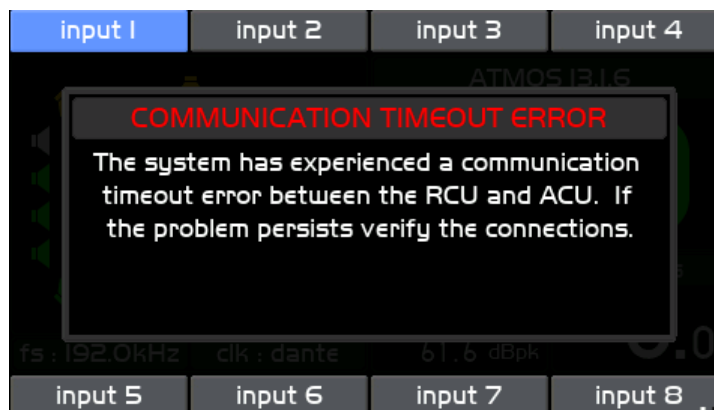 input 1
input 2
input 3
input 4
ATMOS 13.1.6
COMMUNICATION TIMEOUT ERROR
The system has experienced a communication
timeout error between the RCU and ACU.  If
the problem persists verify the connections.
fs : 192.0kHz
clk : dante
61.6 dBpk
input 5
input 6
input 7
input 8